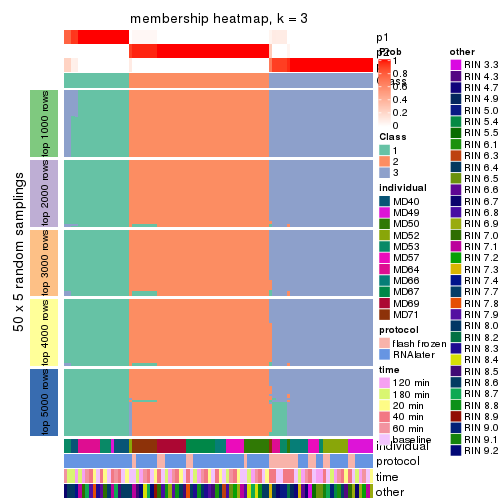 membership heatmap, k = 3
p1
p2
p3
Class
50 x 5 random samplings
top 1000 rows
top 2000 rows
top 3000 rows
top 4000 rows
top 5000 rows
individual
protocol
time
other
Prob
1
0.8
0.6
0.4
0.2
0
Class
1
2
3
individual
MD40
MD49
MD50
MD52
MD53
MD57
MD64
MD66
MD67
MD69
MD71
protocol
flash frozen
RNAlater
time
120 min
180 min
20 min
40 min
60 min
baseline
other
RIN 3.3
RIN 4.3
RIN 4.7
RIN 4.9
RIN 5.0
RIN 5.4
RIN 5.5
RIN 6.1
RIN 6.3
RIN 6.4
RIN 6.5
RIN 6.6
RIN 6.7
RIN 6.8
RIN 6.9
RIN 7.0
RIN 7.1
RIN 7.2
RIN 7.3
RIN 7.4
RIN 7.7
RIN 7.8
RIN 7.9
RIN 8.0
RIN 8.2
RIN 8.3
RIN 8.4
RIN 8.5
RIN 8.6
RIN 8.7
RIN 8.8
RIN 8.9
RIN 9.0
RIN 9.1
RIN 9.2